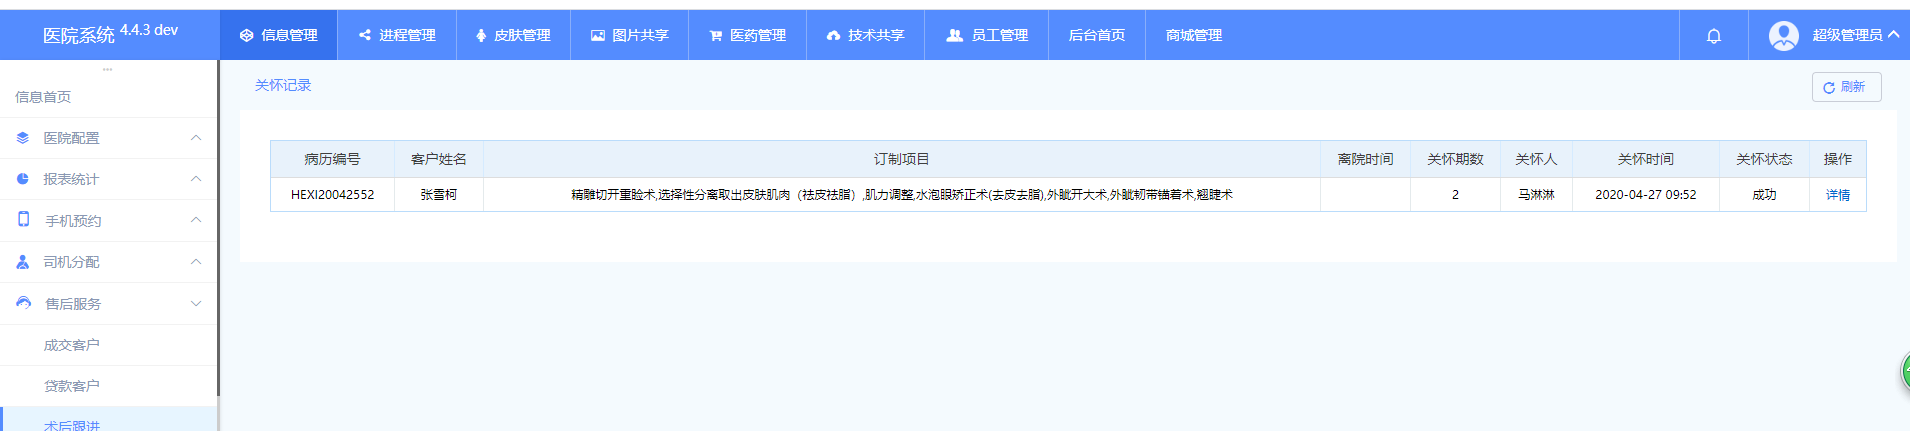 医院系统 4.4.3 dev 信息管理 进程管理 皮肤管理 图片共享 医药管理 技术共享 员工管理 后台首页 商城管理 超级管理员
信息首页
医院配置
报表统计
手机预约
司机分配
售后服务
成交客户
贷款客户
术后跟进
关怀记录 刷新
病历编号 客户姓名 订制项目 离院时间 关怀期数 关怀人 关怀时间 关怀状态 操作
HEXI20042552 张雪柯 精雕切开重睑术,选择性分离取出皮肤肌肉（祛皮祛脂）,肌力调整,水泡眼矫正术(去皮去脂),外眦开大术,外眦韧带锚着术,翘睫术 2 马淋淋 2020-04-27 09:52 成功 详情